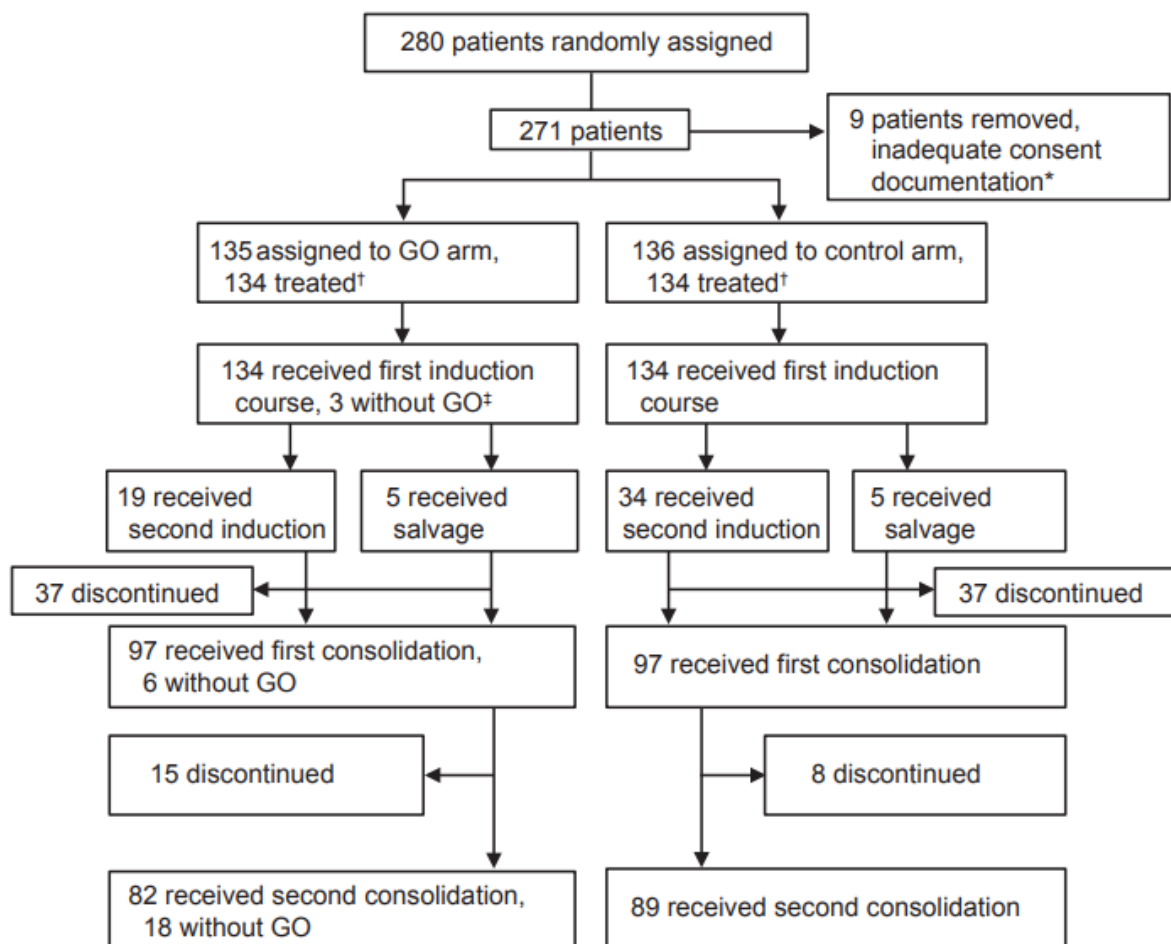 280 patients randomly assigned
271 patients
9 patients removed,
inadequate consent
documentation*
135 assigned to GO arm,
134 treated†
136 assigned to control arm,
134 treated†
134 received first induction
course, 3 without GO‡
134 received first induction
course
19 received
second induction
5 received
salvage
34 received
second induction
5 received
salvage
37 discontinued
37 discontinued
97 received first consolidation,
6 without GO
97 received first consolidation
15 discontinued
8 discontinued
82 received second consolidation,
18 without GO
89 received second consolidation